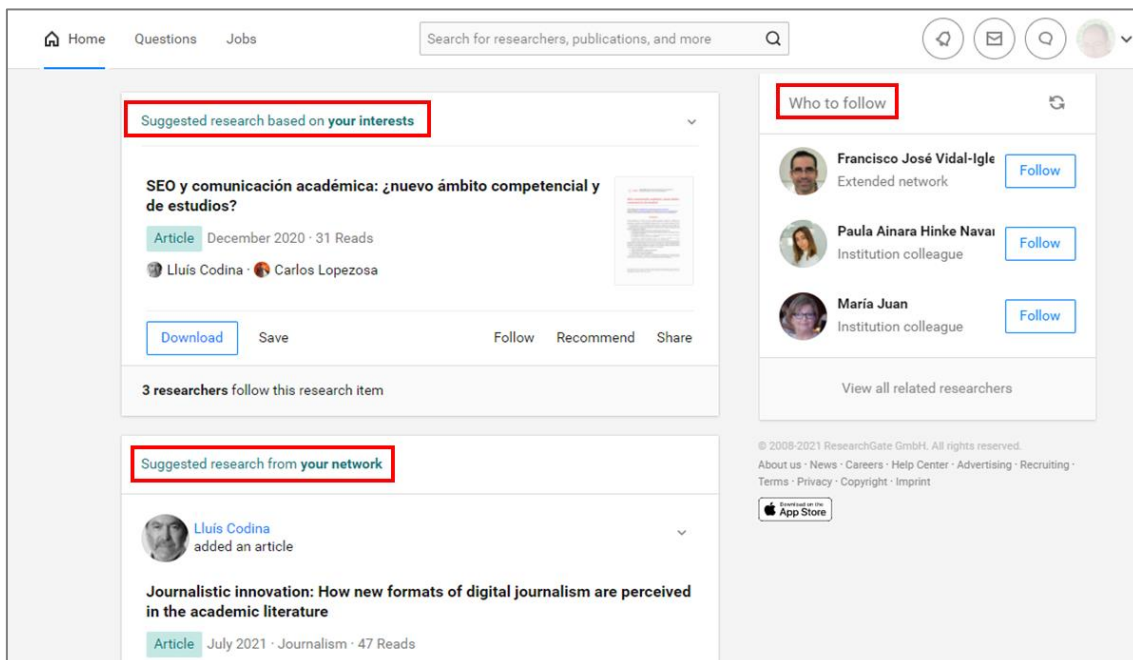 Home Questions Jobs Search for researchers, publications, and more
Suggested research based on your interests
SEO y comunicación académica: ¿nuevo ámbito competencial y
de estudios?
Article December 2020 · 31 Reads
Lluís Codina · Carlos Lopezosa
Download Save Follow Recommend Share
3 researchers follow this research item
Suggested research from your network
Lluís Codina
added an article
Journalistic innovation: How new formats of digital journalism are perceived
in the academic literature
Article July 2021 · Journalism · 47 Reads
Who to follow
Francisco José Vidal-Igle
Extended network
Follow
Paula Ainara Hinke Navar
Institution colleague
Follow
María Juan
Institution colleague
Follow
View all related researchers
© 2008-2021 ResearchGate GmbH. All rights reserved.
About us · News · Careers · Help Center · Advertising · Recruiting ·
Terms · Privacy · Copyright · Imprint
Download on the
App Store